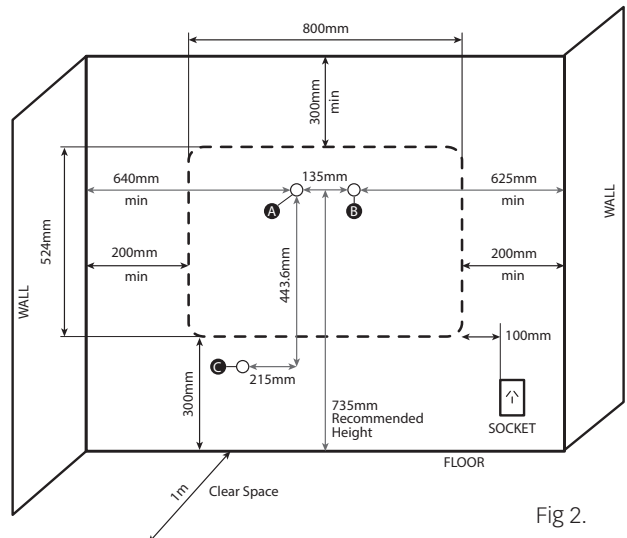 800mm
300mm
min
640mm
min
135mm
625mm
min
A
B
WALL
524mm
200mm
min
443.6mm
200mm
min
WALL
100mm
C
215mm
300mm
735mm
Recommended
Height
SOCKET
FLOOR
1m
Clear Space
Fig 2.